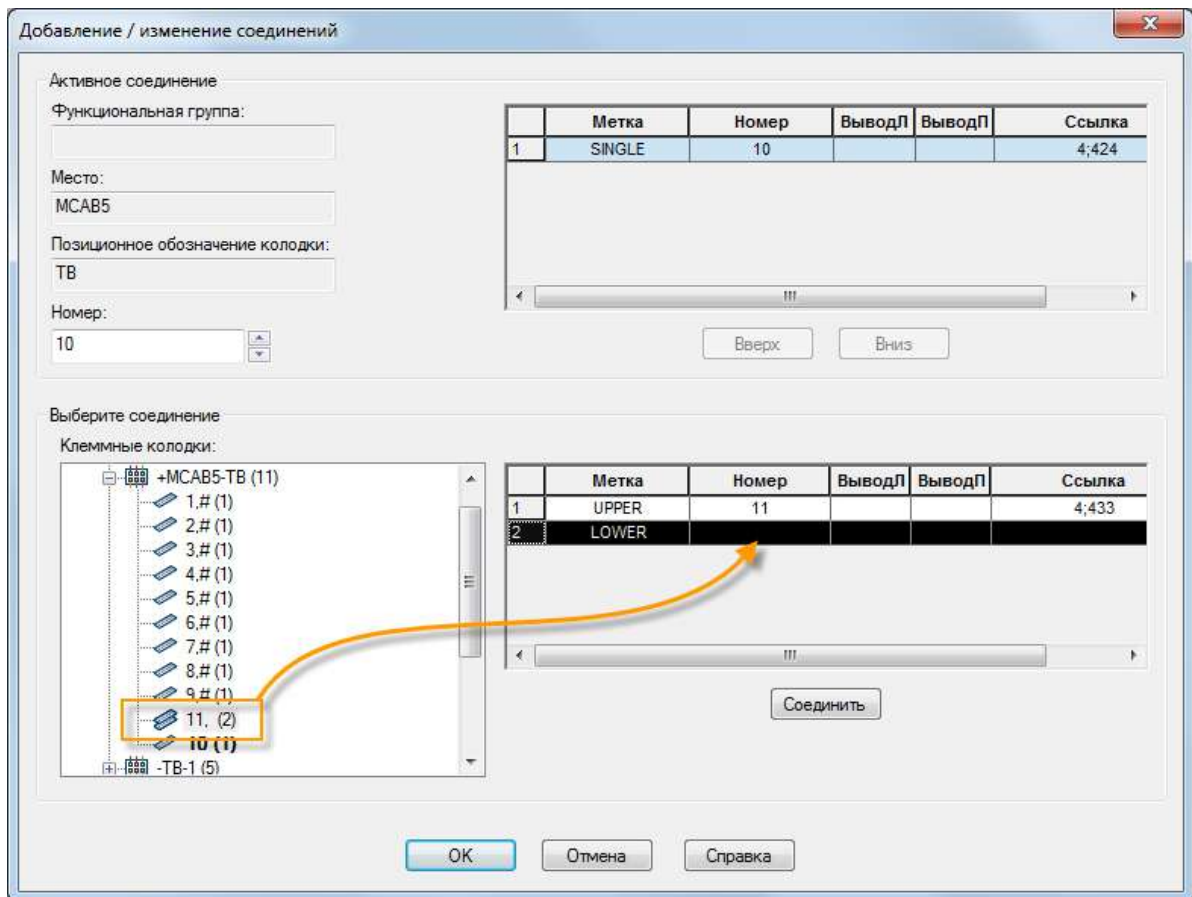 Добавление / изменение соединений
Активное соединение
Функциональная группа:
Место:
MCAB5
Позиционное обозначение колодки:
TB
Номер:
10
Метка Номер ВыводЛ ВыводП Ссылка
1 SINGLE 10 4;424
Вверх Вниз
Выберите соединение
Клеммные колодки:
+MCAB5-TB (11)
1,# (1)
2,# (1)
3,# (1)
4,# (1)
5,# (1)
6,# (1)
7,# (1)
8,# (1)
9,# (1)
11, (2)
10 (1)
-TB-1 (5)
Метка Номер ВыводЛ ВыводП Ссылка
1 UPPER 11 4;433
2 LOWER
Соединить
OK Отмена Справка